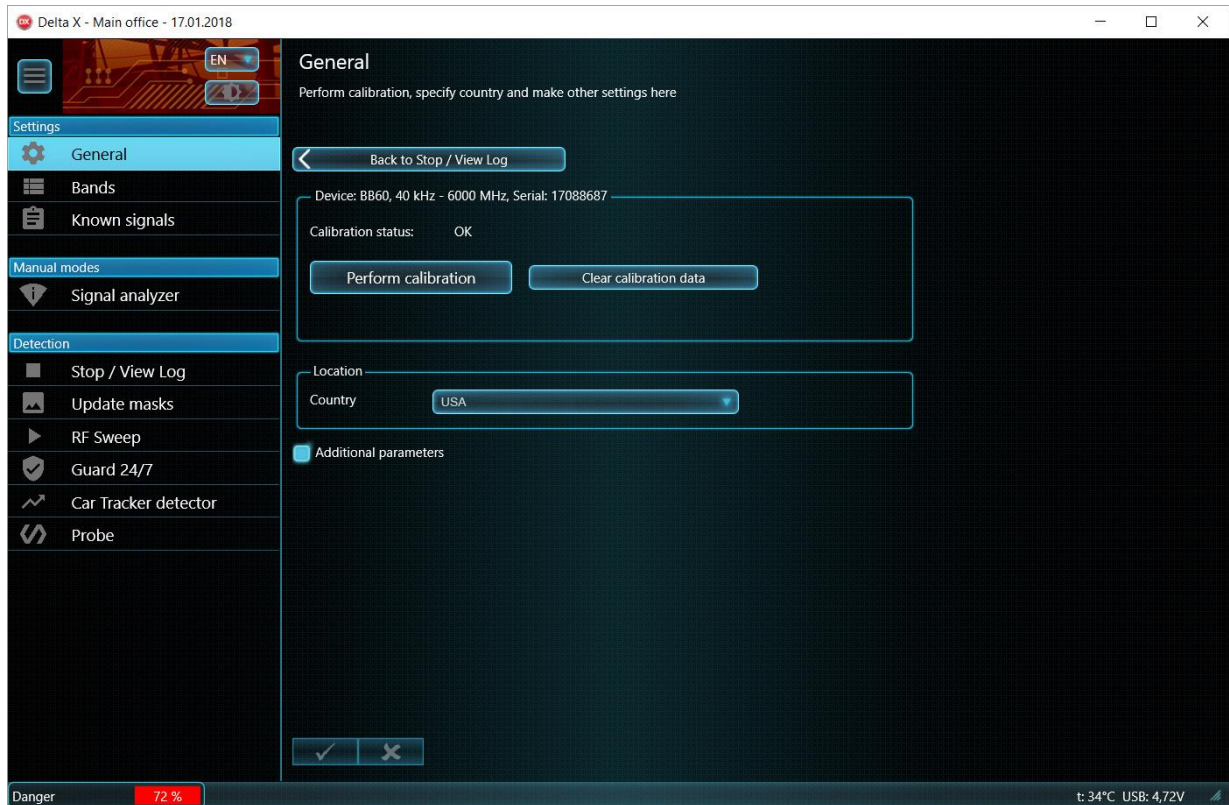 DX Delta X - Main office - 17.01.2018
EN
Settings
General
Bands
Known signals
Manual modes
Signal analyzer
Detection
Stop / View Log
Update masks
RF Sweep
Guard 24/7
Car Tracker detector
Probe
General
Perform calibration, specify country and make other settings here
Back to Stop / View Log
Device: BB60, 40 kHz - 6000 MHz, Serial: 17088687
Calibration status: OK
Perform calibration Clear calibration data
Location
Country USA
Additional parameters
Danger 72 % t: 34°C USB: 4,72V